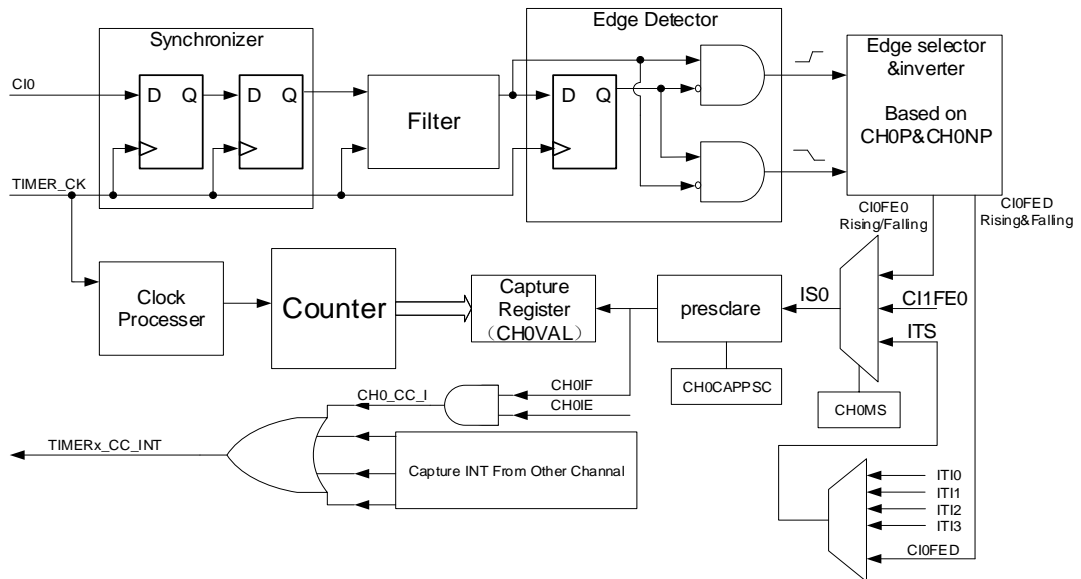 Edge Detector
Synchronizer
Edge selector
&inverter
Based on
CH0P&CH0NP
CI0
D Q
D Q
Filter
D Q
TIMER_CK
CI0FE0
Rising/Falling
CI0FED
Rising&Falling
Clock
Processer
Counter
Capture
Register
（CH0VAL）
presclare
IS0
CI1FE0
ITS
CH0CAPPSC
CH0MS
CH0_CC_I
CH0IF
CH0IE
TIMERx_CC_INT
Capture INT From Other Channel
ITI0
ITI1
ITI2
ITI3
CI0FED